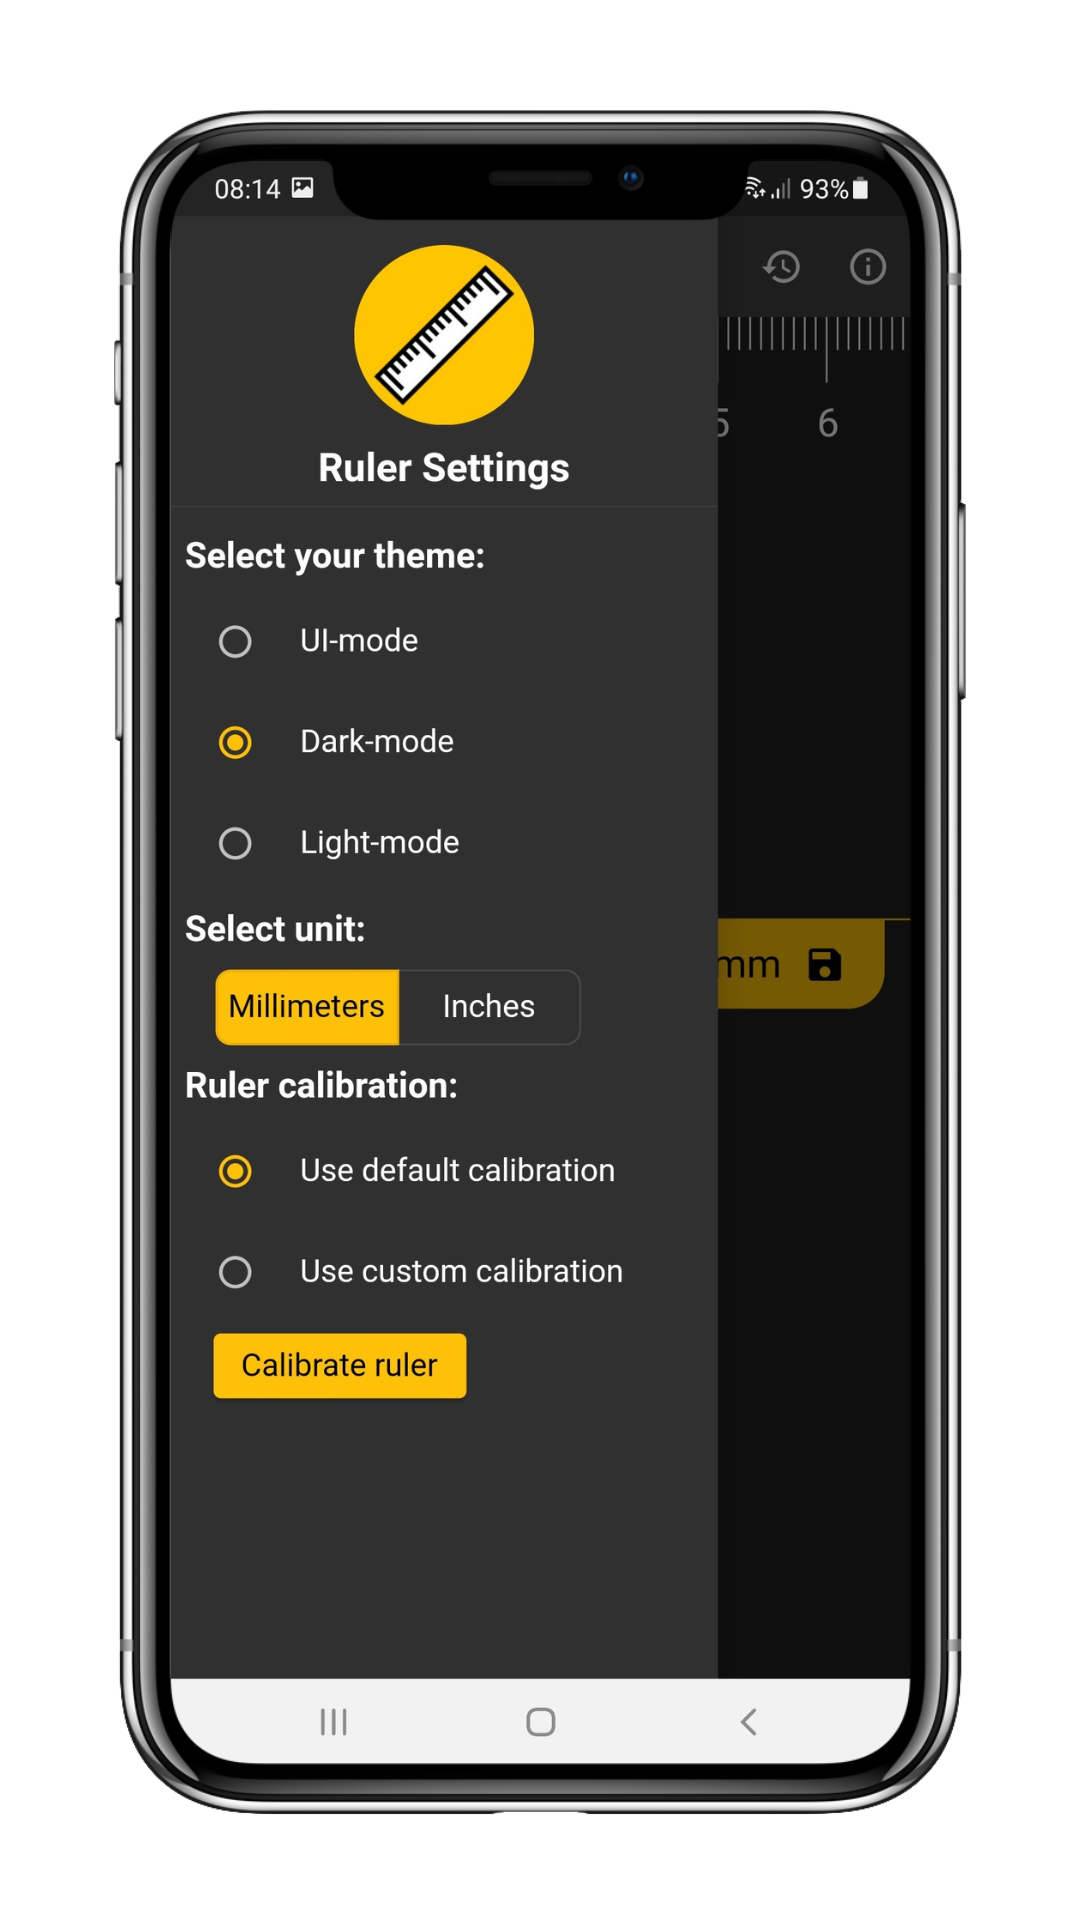 08:14 93%
5 6
Ruler Settings
Select your theme:
UI-mode
Dark-mode
Light-mode
Select unit:
mm
Millimeters Inches
Ruler calibration:
Use default calibration
Use custom calibration
Calibrate ruler